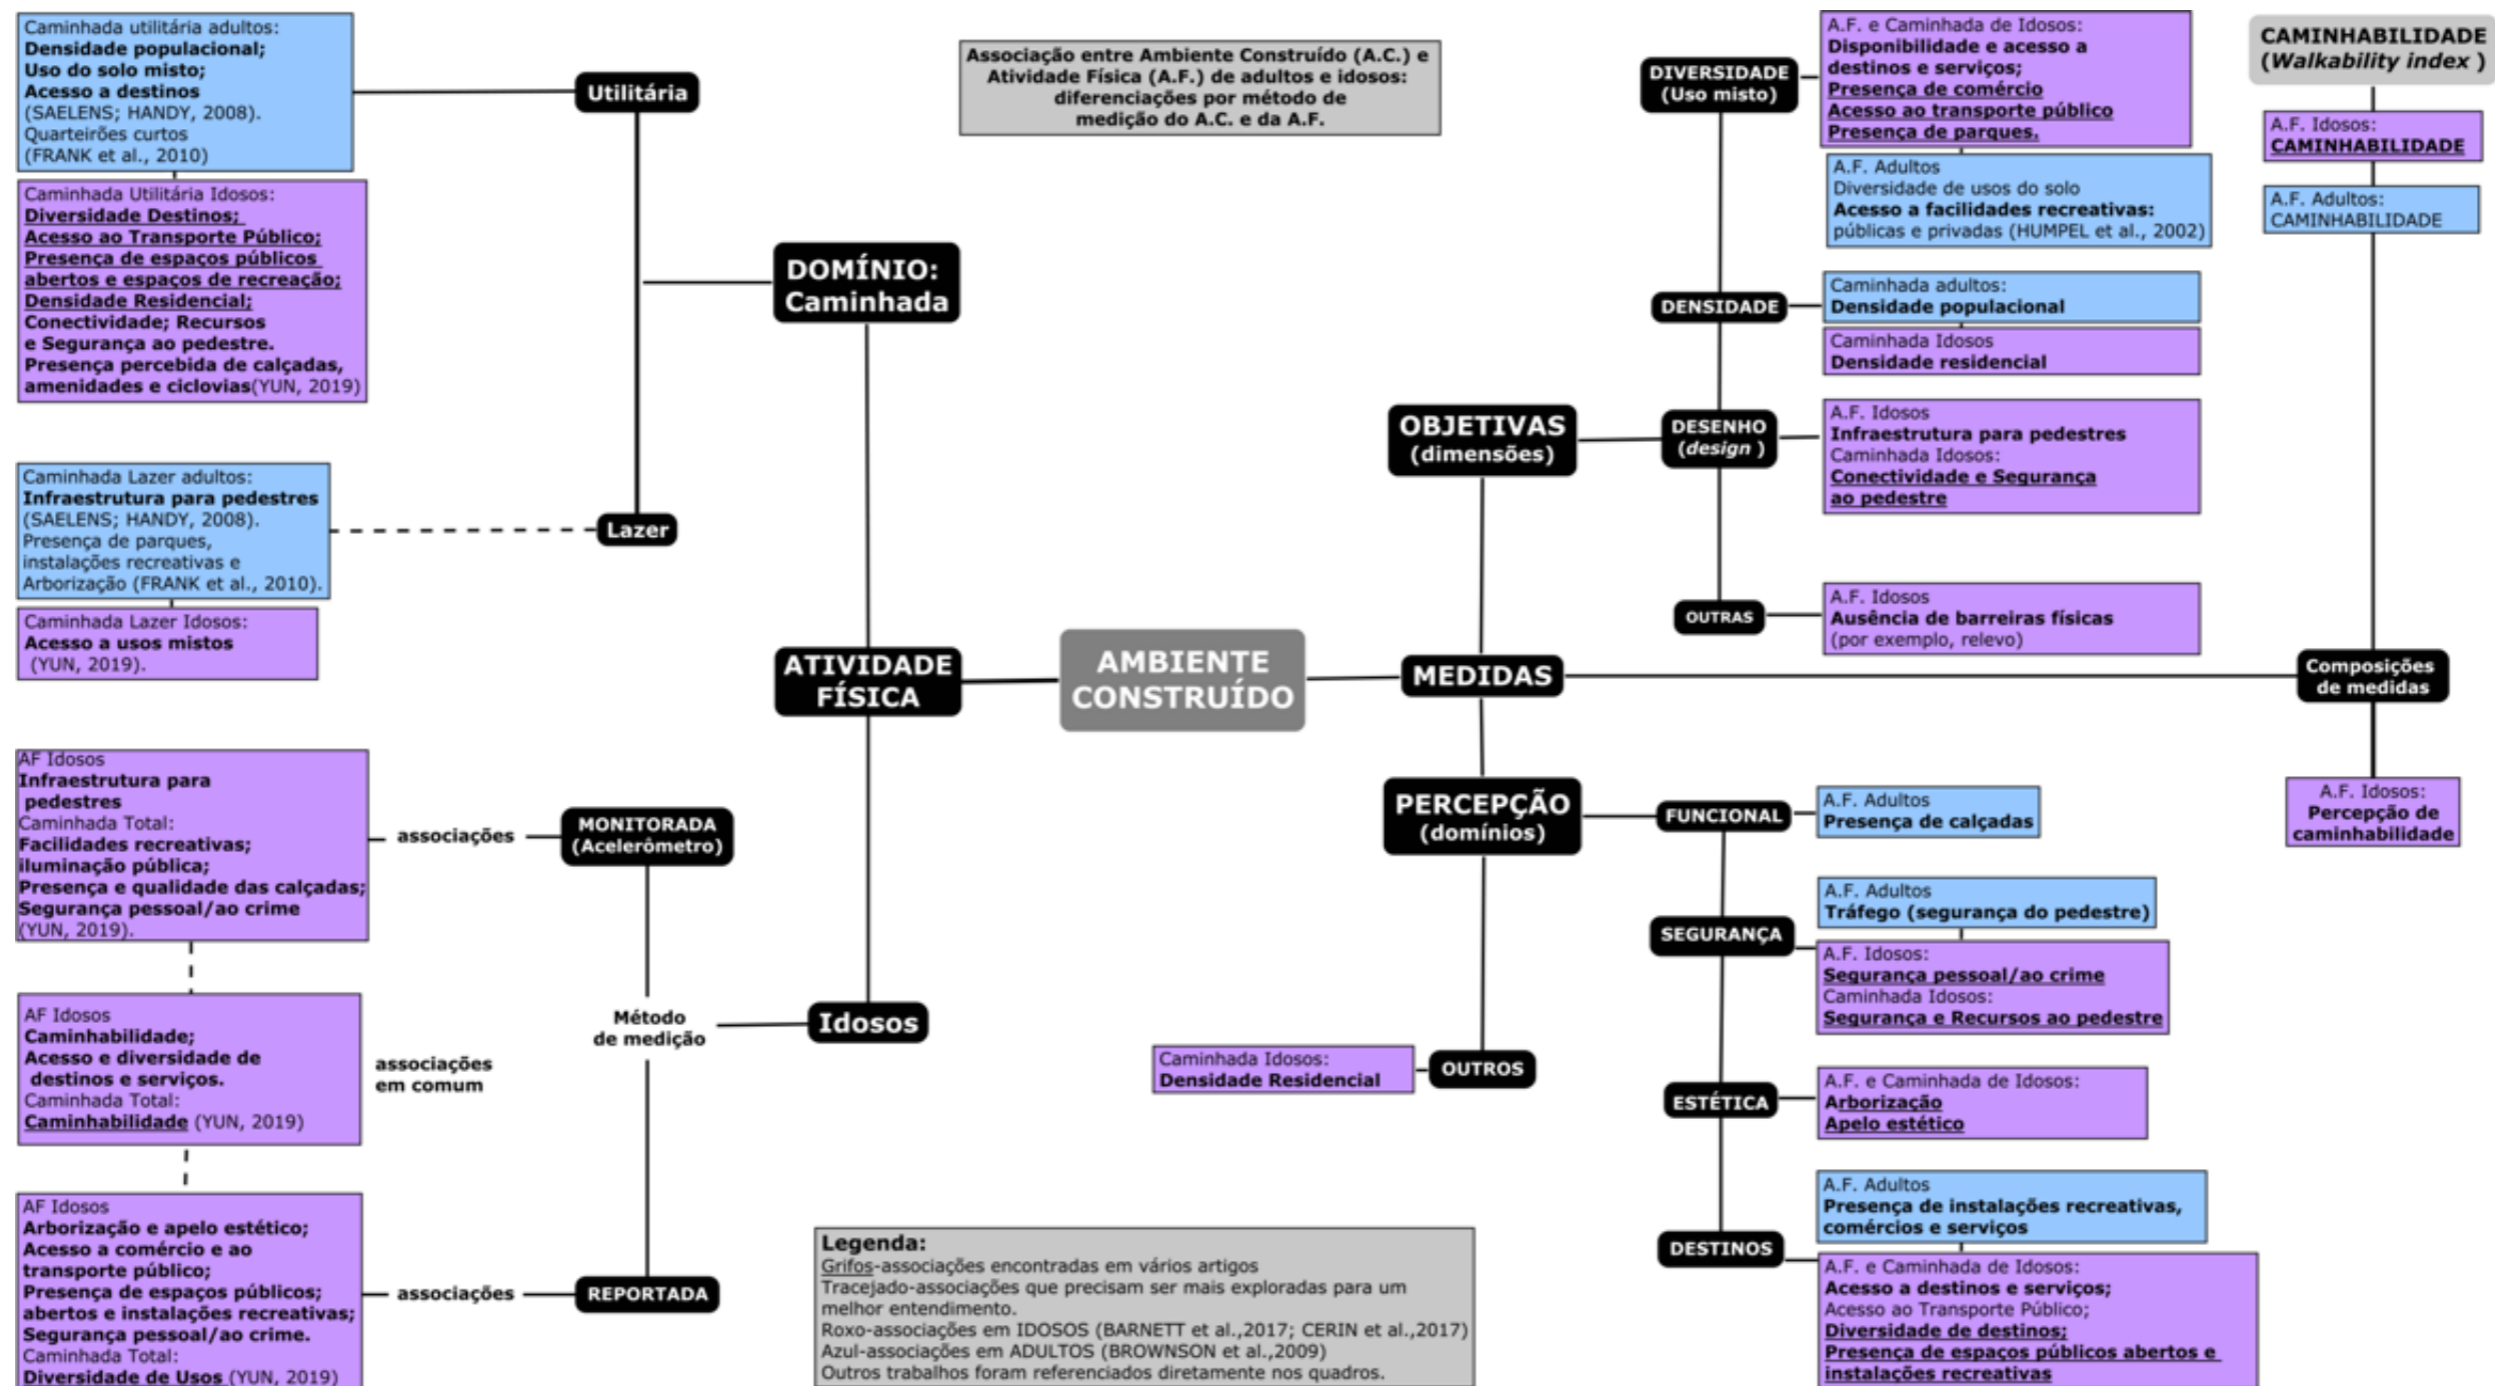 Caminhada utilitária adultos:
Densidade populacional;
Uso do solo misto;
Acesso a destinos
(SAELENS; HANDY, 2008).
Quarteirões curtos
(FRANK et al., 2010)
Caminhada Utilitária Idosos:
Diversidade Destinos;
Acesso ao Transporte Público;
Presença de espaços públicos
abertos e espaços de recreação;
Densidade Residencial;
Conectividade; Recursos
e Segurança ao pedestre.
Presença percebida de calçadas,
amenidades e ciclovias(YUN, 2019)
Utilitária
DOMÍNIO:
Caminhada
Caminhada Lazer adultos:
Infraestrutura para pedestres
(SAELENS; HANDY, 2008).
Presença de parques,
instalações recreativas e
Arborização (FRANK et al., 2010).
Caminhada Lazer Idosos:
Acesso a usos mistos
(YUN, 2019).
Lazer
Associação entre Ambiente Construído (A.C.) e
Atividade Física (A.F.) de adultos e idosos:
diferenciações por método de
medição do A.C. e da A.F.
ATIVIDADE
FÍSICA
AMBIENTE
CONSTRUÍDO
MEDIDAS
AF Idosos
Infraestrutura para
pedestres
Caminhada Total:
Facilidades recreativas;
iluminação pública;
Presença e qualidade das calçadas;
Segurança pessoal/ao crime
(YUN, 2019).
associações
MONITORADA
(Acelerômetro)
AF Idosos
Caminhabilidade;
Acesso e diversidade de
destinos e serviços.
Caminhada Total:
Caminhabilidade (YUN, 2019)
associações
em comum
Método
de medição
Idosos
AF Idosos
Arborização e apelo estético;
Acesso a comércio e ao
transporte público;
Presença de espaços públicos;
abertos e instalações recreativas;
Segurança pessoal/ao crime.
Caminhada Total:
Diversidade de Usos (YUN, 2019)
associações
REPORTADA
Legenda:
Grifos-associações encontradas em vários artigos
Tracejado-associações que precisam ser mais exploradas para um
melhor entendimento.
Roxo-associações em IDOSOS (BARNETT et al.,2017; CERIN et al.,2017)
Azul-associações em ADULTOS (BROWNSON et al.,2009)
Outros trabalhos foram referenciados diretamente nos quadros.
OBJETIVAS
(dimensões)
DIVERSIDADE
(Uso misto)
A.F. e Caminhada de Idosos:
Disponibilidade e acesso a
destinos e serviços;
Presença de comércio
Acesso ao transporte público
Presença de parques.
A.F. Adultos
Diversidade de usos do solo
Acesso a facilidades recreativas:
públicas e privadas (HUMPEL et al., 2002)
DENSIDADE
Caminhada adultos:
Densidade populacional
Caminhada Idosos
Densidade residencial
DESENHO
(design )
A.F. Idosos
Infraestrutura para pedestres
Caminhada Idosos:
Conectividade e Segurança
ao pedestre
OUTRAS
A.F. Idosos
Ausência de barreiras físicas
(por exemplo, relevo)
CAMINHABILIDADE
(Walkability index )
A.F. Idosos:
CAMINHABILIDADE
A.F. Adultos:
CAMINHABILIDADE
Composições
de medidas
A.F. Idosos:
Percepção de
caminhabilidade
PERCEPÇÃO
(domínios)
FUNCIONAL
A.F. Adultos
Presença de calçadas
SEGURANÇA
A.F. Adultos
Tráfego (segurança do pedestre)
A.F. Idosos:
Segurança pessoal/ao crime
Caminhada Idosos:
Segurança e Recursos ao pedestre
Caminhada Idosos:
Densidade Residencial
OUTROS
ESTÉTICA
A.F. e Caminhada de Idosos:
Arborização
Apelo estético
DESTINOS
A.F. Adultos
Presença de instalações recreativas,
comércios e serviços
A.F. e Caminhada de Idosos:
Acesso a destinos e serviços;
Acesso ao Transporte Público;
Diversidade de destinos;
Presença de espaços públicos abertos e
instalações recreativas